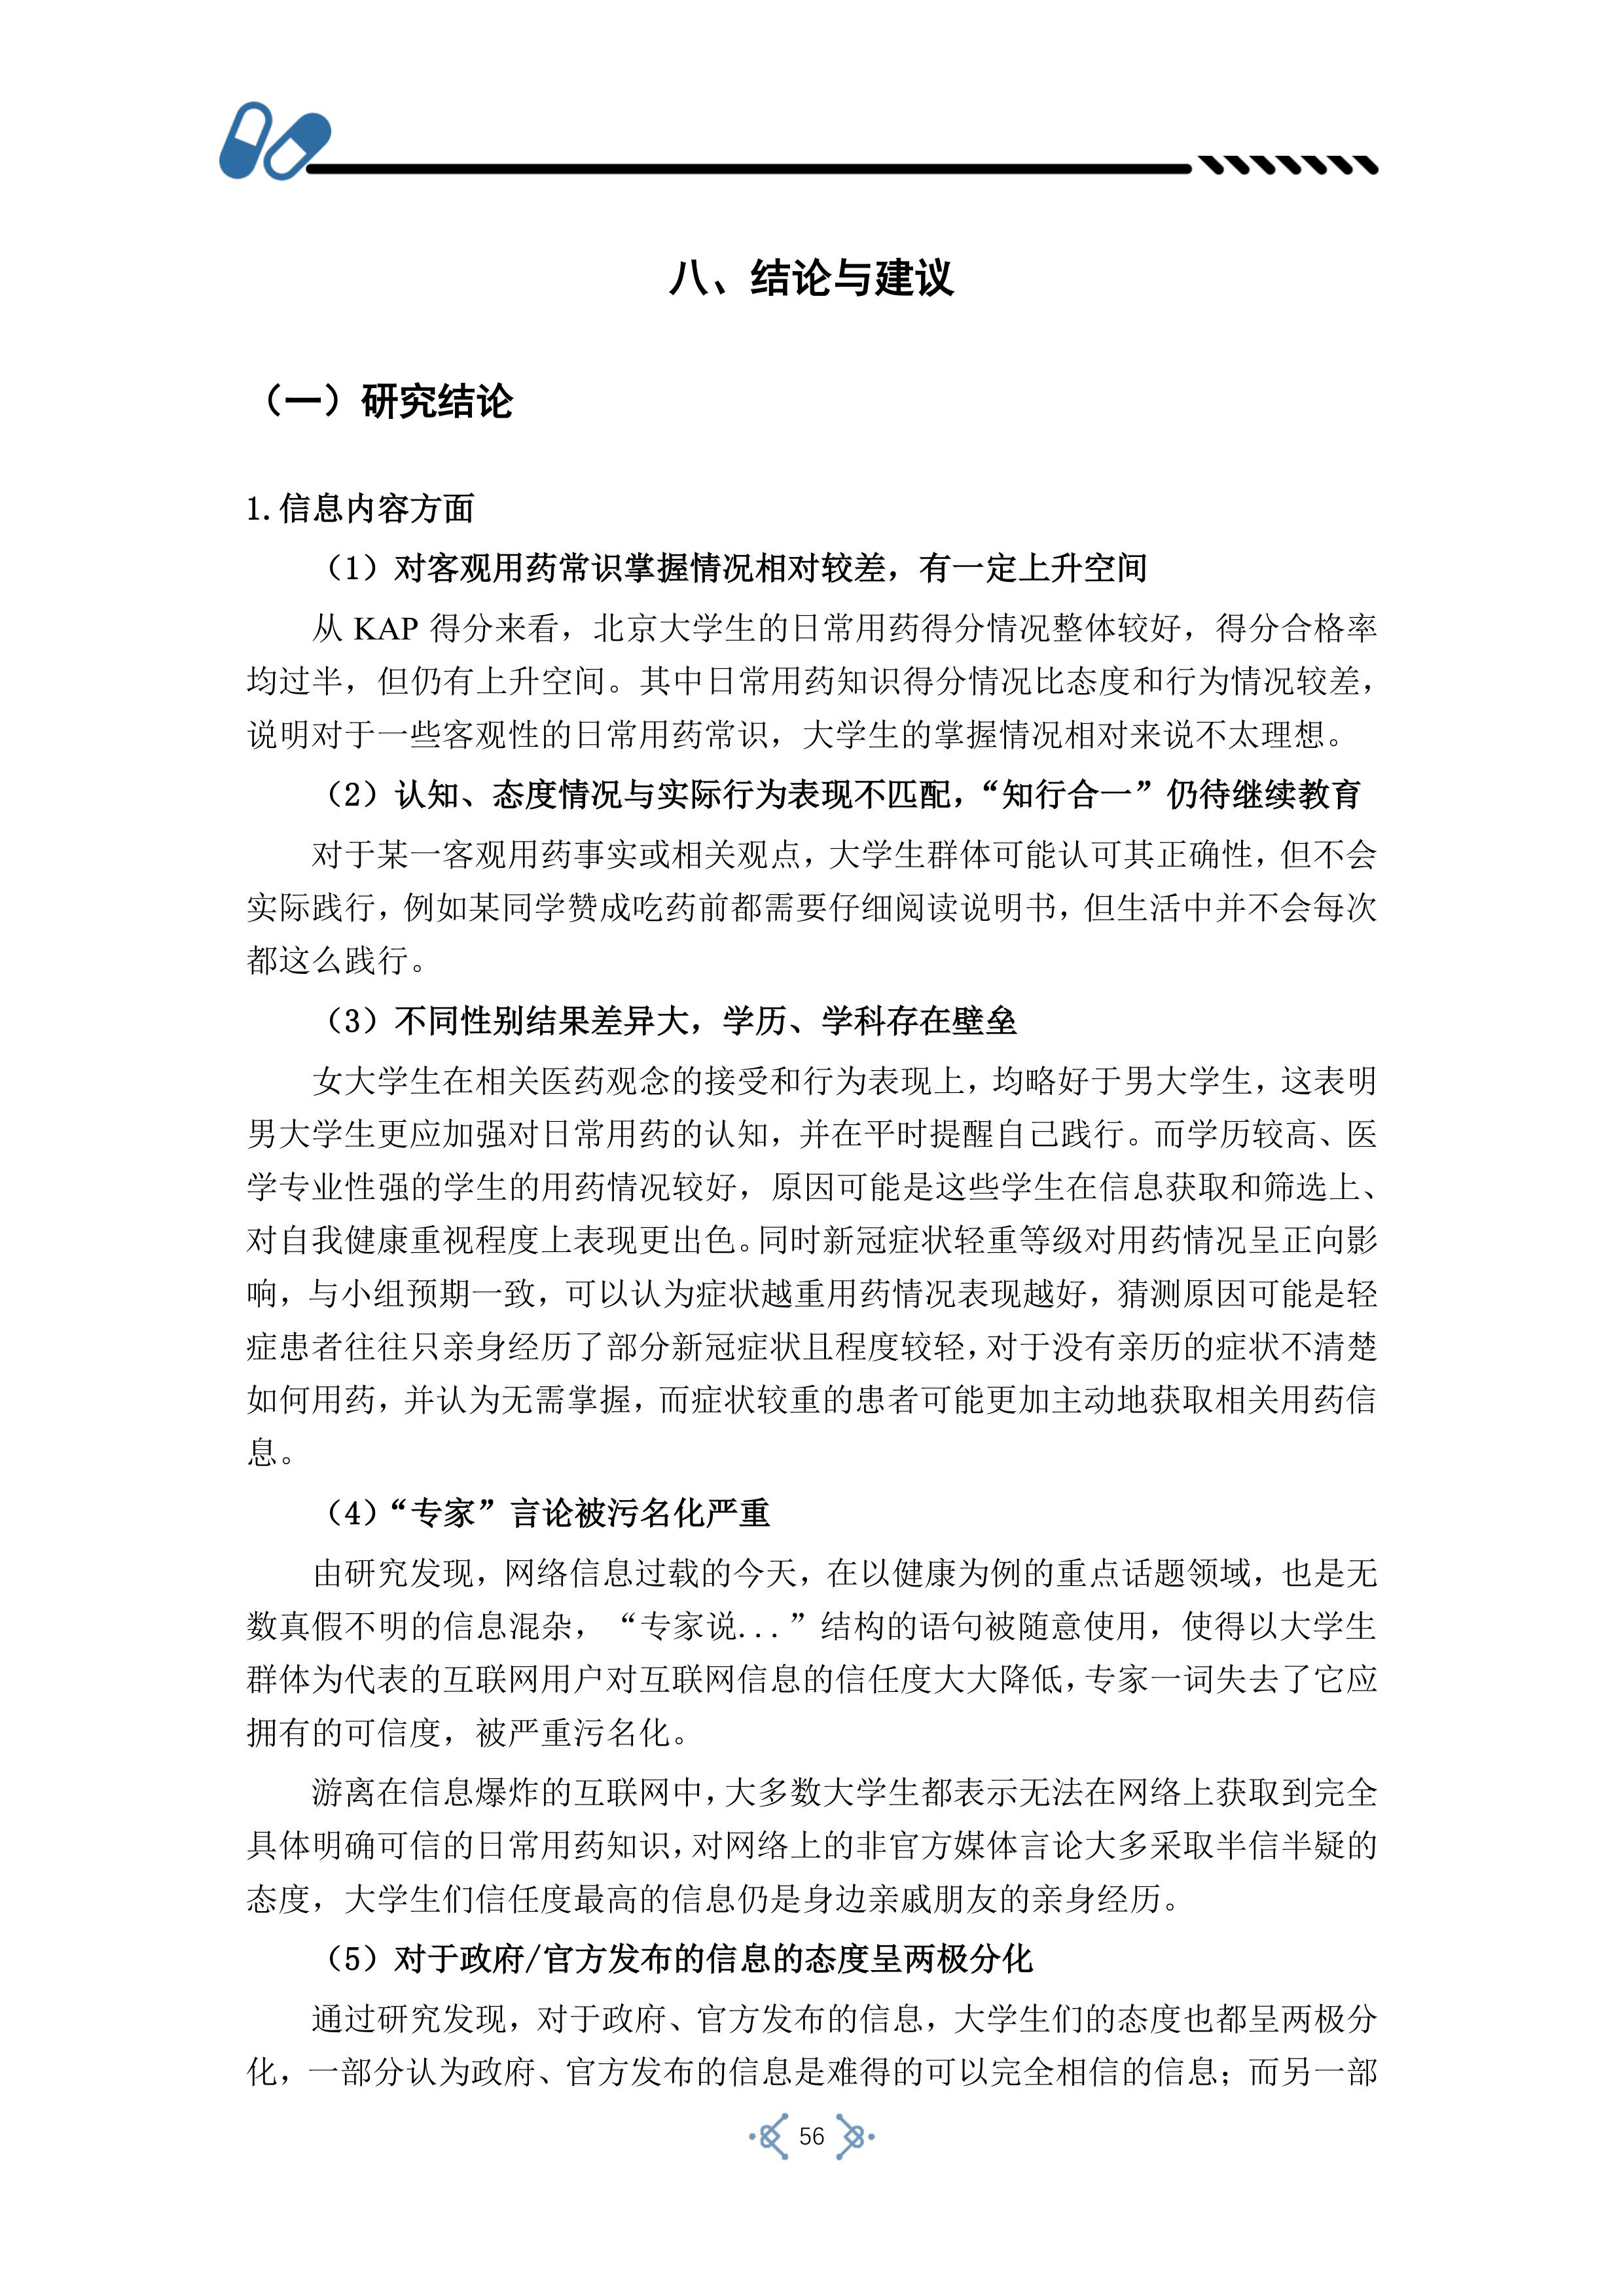 八、结论与建议
（一）研究结论
1.信息内容方面
（1）对客观用药常识掌握情况相对较差，有一定上升空间
从 KAP 得分来看，北京大学生的日常用药得分情况整体较好，得分合格率
均过半，但仍有上升空间。其中日常用药知识得分情况比态度和行为情况较差，
说明对于一些客观性的日常用药常识，大学生的掌握情况相对来说不太理想。
（2）认知、态度情况与实际行为表现不匹配，“知行合一”仍待继续教育
对于某一客观用药事实或相关观点，大学生群体可能认可其正确性，但不会
实际践行，例如某同学赞成吃药前都需要仔细阅读说明书，但生活中并不会每次
都这么践行。
（3）不同性别结果差异大，学历、学科存在壁垒
女大学生在相关医药观念的接受和行为表现上，均略好于男大学生，这表明
男大学生更应加强对日常用药的认知，并在平时提醒自己践行。而学历较高、医
学专业性强的学生的用药情况较好，原因可能是这些学生在信息获取和筛选上、
对自我健康重视程度上表现更出色。同时新冠症状轻重等级对用药情况呈正向影
响，与小组预期一致，可以认为症状越重用药情况表现越好，猜测原因可能是轻
症患者往往只亲身经历了部分新冠症状且程度较轻，对于没有亲历的症状不清楚
如何用药，并认为无需掌握，而症状较重的患者可能更加主动地获取相关用药信
息。
（4）“专家”言论被污名化严重
由研究发现，网络信息过载的今天，在以健康为例的重点话题领域，也是无
数真假不明的信息混杂，“专家说...”结构的语句被随意使用，使得以大学生
群体为代表的互联网用户对互联网信息的信任度大大降低，专家一词失去了它应
拥有的可信度，被严重污名化。
游离在信息爆炸的互联网中，大多数大学生都表示无法在网络上获取到完全
具体明确可信的日常用药知识，对网络上的非官方媒体言论大多采取半信半疑的
态度，大学生们信任度最高的信息仍是身边亲戚朋友的亲身经历。
（5）对于政府/官方发布的信息的态度呈两极分化
通过研究发现，对于政府、官方发布的信息，大学生们的态度也都呈两极分
化，一部分认为政府、官方发布的信息是难得的可以完全相信的信息；而另一部
56